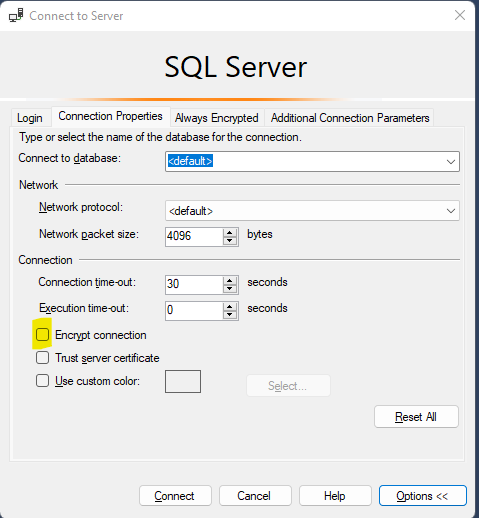 Connect to Server
SQL Server
Login Connection Properties Always Encrypted Additional Connection Parameters
Type or select the name of the database for the connection.
Connect to database: <default>
Network
Network protocol: <default>
Network packet size: 4096 bytes
Connection
Connection time-out: 30 seconds
Execution time-out: 0 seconds
Encrypt connection
Trust server certificate
Use custom color: Select...
Reset All
Connect Cancel Help Options <<